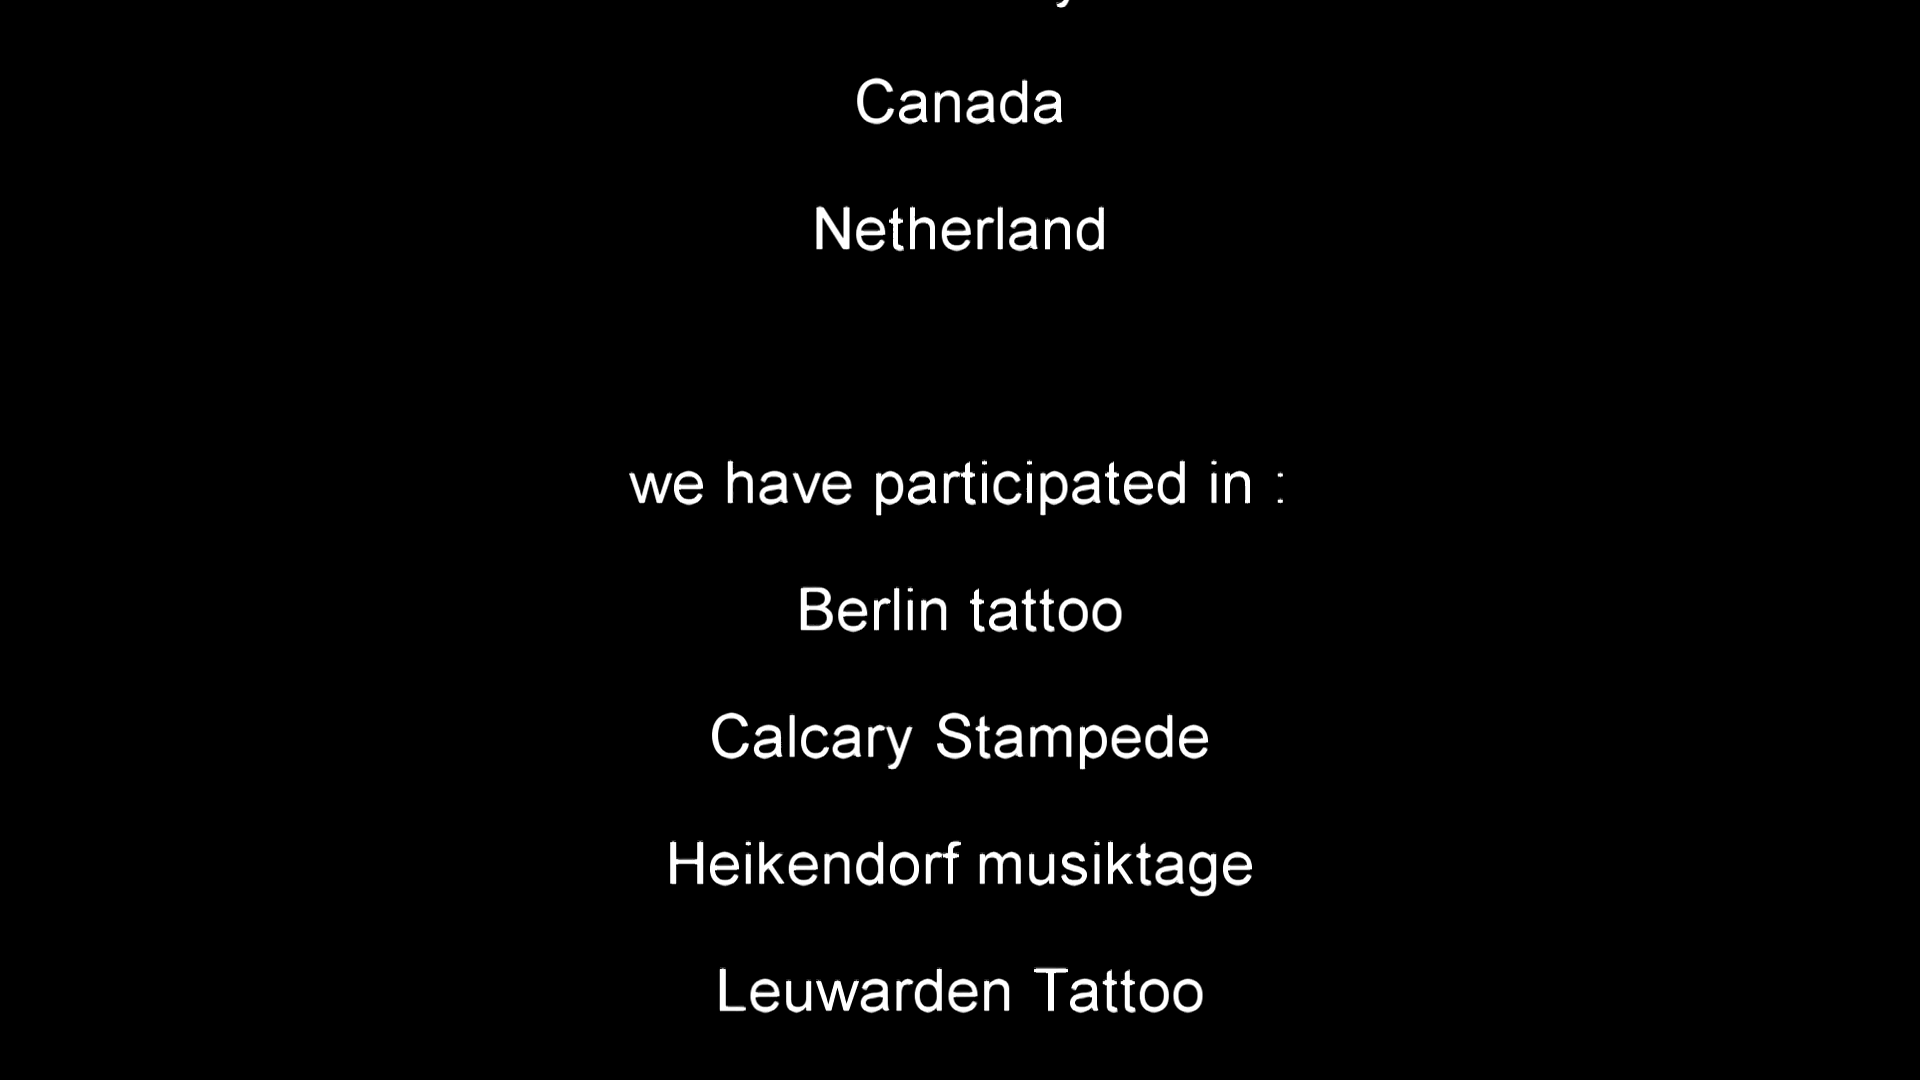 Canada
Netherland
we have participated in :
Berlin tattoo
Calcary Stampede
Heikendorf musiktage
Leuwarden Tattoo